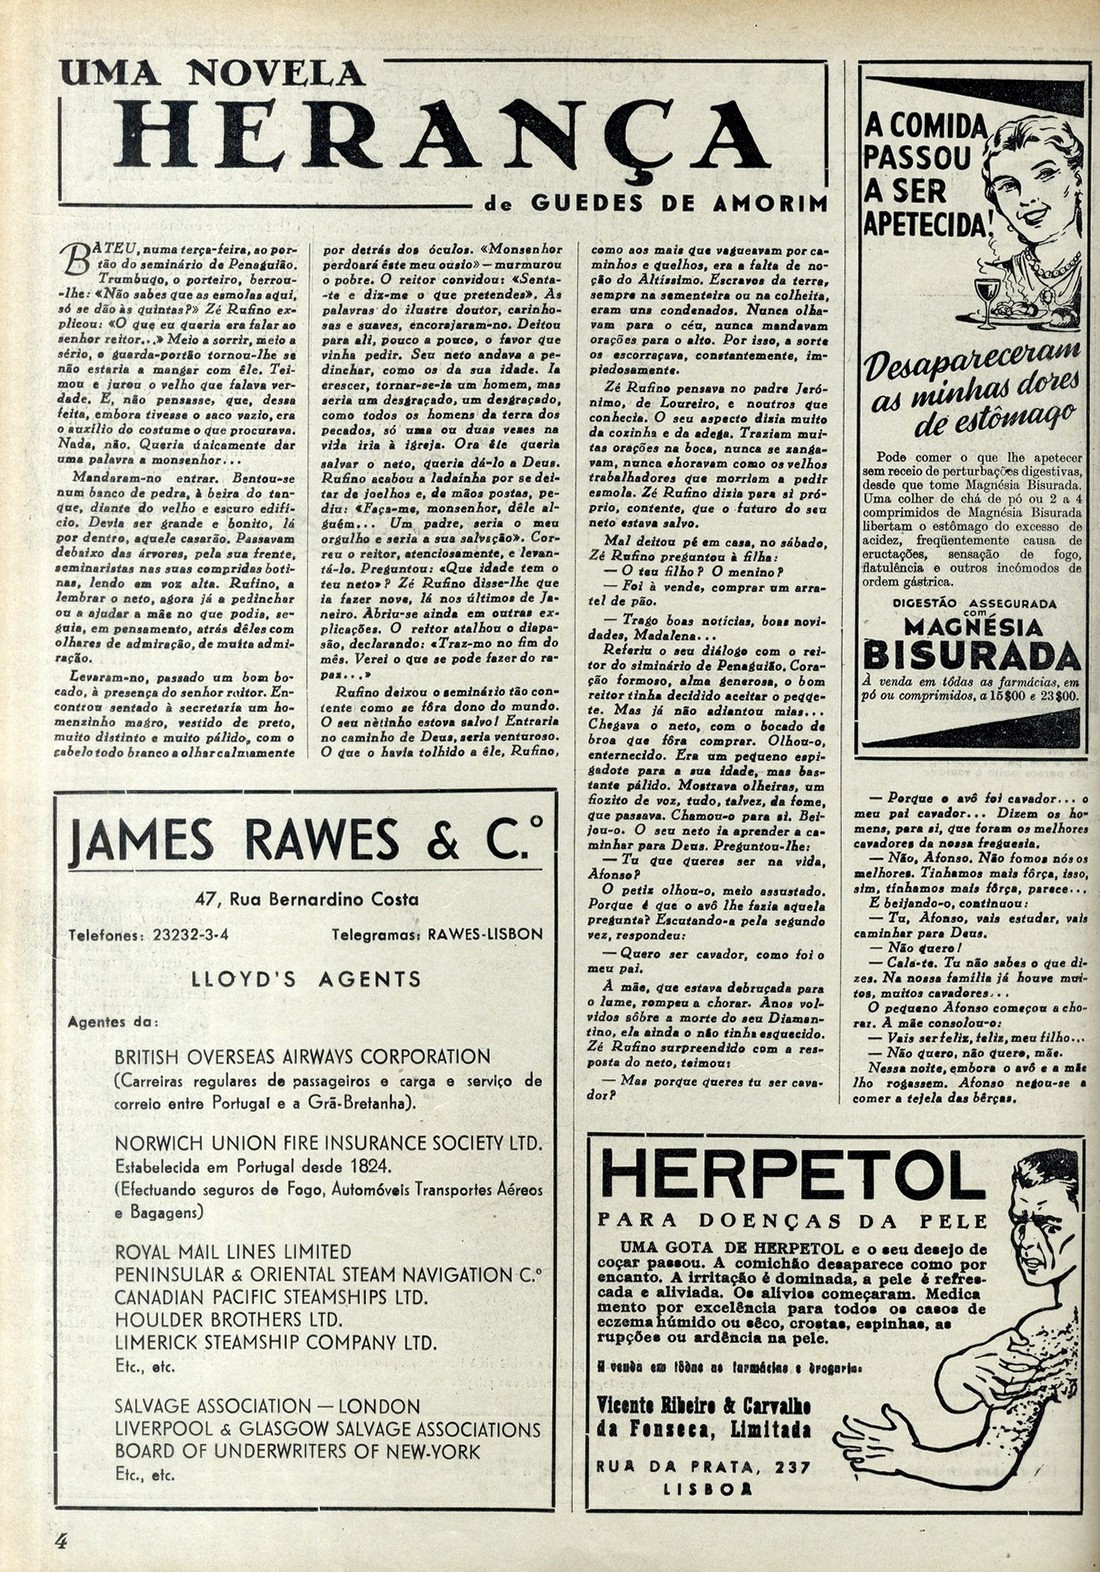 UMA NOVELA
HERANÇA
de GUEDES DE AMORIM
BATEU, numa terça-feira, ao por-
tão do seminário de Penaguião.
Trambugo, o porteiro, berrou-
-lhe: «Não sabes que as esmolas aqui,
só se dão às quintas?» Zé Rufino ex-
plicou: «O que eu queria era falar ao
senhor reitor...» Meio a sorrir, meio a
sério, o guarda-portão tornou-lhe se
não estaria a mangar com êle. Tei-
mou e jurou o velho que falava ver-
dade. E, não pensasse, que, dessa
feita, embora tivesse o saco vazio, era
o auxílio do costume o que procurava.
Nada, não. Queria únicamente dar
uma palavra a monsenhor...
Mandaram-no entrar. Sentou-se
num banco de pedra, à beira do tan-
que, diante do velho e escuro edifí-
cio. Devia ser grande e bonito, lá
por dentro, aquele casarão. Passavam
debaixo das árvores, pela sua frente,
seminaristas nas suas compridas boti-
nas, lendo em voz alta. Rufino, a
lembrar o neto, agora já a pedinchar
ou a ajudar a mãe no que podia, se-
guia, em pensamento, atrás dêles com
olhares de admiração, de muita admi-
ração.
Levaram-no, passado um bom bo-
cado, à presença do senhor reitor. En-
controu sentado à secretaria um ho-
menzinho magro, vestido de preto,
muito distinto e muito pálido, com o
cabelo todo branco a olhar calmamente
por detrás dos óculos. «Monsenhor
perdoará êste meu ousio» — murmurou
o pobre. O reitor convidou: «Senta-
-te e diz-me o que pretendes». As
palavras do ilustre doutor, carinho-
sas e suaves, encorajaram-no. Deitou
para ali, pouco a pouco, o favor que
vinha pedir. Seu neto andava a pe-
dinchar, como os da sua idade. Ia
crescer, tornar-se-ia um homem, mas
seria um desgraçado, um desgraçado,
como todos os homens da terra dos
pecados, só uma ou duas vezes na
vida iria à igreja. Ora êle queria
salvar o neto, queria dá-lo a Deus.
Rufino acabou a ladaínha por se dei-
tar de joelhos e, de mãos postas, pe-
diu: «Faça-me, monsenhor, dêle al-
guém... Um padre, seria o meu
orgulho e seria a sua salvação». Cor-
reu o reitor, atenciosamente, e levan-
tá-lo. Preguntou: «Que idade tem o
teu neto»? Zé Rufino disse-lhe que
ia fazer nove, lá nos últimos de Ja-
neiro. Abriu-se ainda em outras ex-
plicações. O reitor atalhou o diapa-
são, declarando: «Traz-mo no fim do
mês. Verei o que se pode fazer do ra-
paz...»
Rufino deixou o seminário tão con-
tente como se fôra dono do mundo.
O seu nètinho estava salvo! Entraria
no caminho de Deus, seria venturoso.
O que o havia tolhido a êle, Rufino,
como aos mais que vagueavam por ca-
minhos e quelhos, era a falta de no-
ção do Altíssimo. Escravos da terra,
sempre na sementeira ou na colheita,
eram uns condenados. Nunca olha-
vam para o céu, nunca mandavam
orações para o alto. Por isso, a sorte
os escorraçava, constantemente, im-
piedosamente.
Zé Rufino pensava no padre Jeró-
nimo, de Loureiro, e noutros que
conhecia. O seu aspecto dizia muito
da cozinha e da adega. Traziam mui-
tas orações na boca, nunca se zanga-
vam, nunca choravam como os velhos
trabalhadores que morriam a pedir
esmola. Zé Rufino dizia para si pró-
prio, contente, que o futuro do seu
neto estava salvo.
Mal deitou pé em casa, no sábado,
Zé Rufino preguntou à filha:
— O teu filho? O menino?
— Foi à venda, comprar um arra-
tel de pão.
— Trago boas notícias, boas novi-
dades, Madalena...
Referiu o seu diálogo com o rei-
tor do siminário de Penaguião. Cora-
ção formoso, alma generosa, o bom
reitor tinha decidido aceitar o peqqe-
te. Mas já não adiantou mias...
Chegava o neto, com o bocado de
broa que fôra comprar. Olhou-o,
enternecido. Era um pequeno espi-
gadote para a sua idade, mas bas-
tante pálido. Mostrava olheiras, um
fiozito de voz, tudo, talvez, da fome,
que passava. Chamou-o para si. Bei-
jou-o. O seu neto ia aprender a ca-
minhar para Deus. Preguntou-lhe:
— Tu que queres ser na vida,
Afonso?
O petiz olhou-o, meio assustado.
Porque é que o avô lhe fazia aquela
pregunta? Escutando-a pela segundo
vez, respondeu:
— Quero ser cavador, como foi o
meu pai.
A mãe, que estava debruçada para
o lume, rompeu a chorar. Anos vol-
vidos sôbre a morte do seu Diaman-
tino, ela ainda o não tinha esquecido.
Zé Rufino surpreendido com a res-
posta do neto, teimou:
— Mas porque queres tu ser cava-
dor?
— Porque o avô foi cavador... o
meu pai cavador... Dizem os ho-
mens, para si, que foram os melhores
cavadores da nossa freguesia.
— Não, Afonso. Não fomos nós os
melhores. Tinhamos mais fôrça, isso,
sim, tinhamos mais fôrça, parece...
E beijando-o, continuou:
— Tu, Afonso, vais estudar, vais
caminhar para Deus.
— Não quero!
— Cala-te. Tu não sabes o que di-
zes. Na nossa família já houve mui-
tos, muitos cavadores...
O pequeno Afonso começou a cho-
rar. A mãe consolou-o:
— Vais ser feliz, feliz, meu filho...
— Não quero, não quero, mãe.
Nessa noite, embora o avô e a mãe
lho rogassem. Afonso negou-se a
comer a tejela das bêrças.
A COMIDA
PASSOU
A SER
APETECIDA!
Desapareceram
as minhas dores
de estômago
Pode comer o que lhe apetecer
sem receio de perturbações digestivas,
desde que tome Magnésia Bisurada.
Uma colher de chá de pó ou 2 a 4
comprimidos de Magnésia Bisurada
libertam o estômago do excesso de
acidez, freqüentemente causa de
eructações, sensação de fogo,
flatulência e outros incómodos de
ordem gástrica.
DIGESTÃO ASSEGURADA
com
MAGNÉSIA
BISURADA
À venda em tôdas as farmácias, em
pó ou comprimidos, a 15$00 e 23$00.
JAMES RAWES & C.º
47, Rua Bernardino Costa
Telefones: 23232-3-4 Telegramas: RAWES-LISBON
LLOYD'S AGENTS
Agentes da:
BRITISH OVERSEAS AIRWAYS CORPORATION
(Carreiras regulares de passageiros e carga e serviço de
correio entre Portugal e a Grã-Bretanha).
NORWICH UNION FIRE INSURANCE SOCIETY LTD.
Estabelecida em Portugal desde 1824.
(Efectuando seguros de Fogo, Automóveis Transportes Aéreos
e Bagagens)
ROYAL MAIL LINES LIMITED
PENINSULAR & ORIENTAL STEAM NAVIGATION C.º
CANADIAN PACIFIC STEAMSHIPS LTD.
HOULDER BROTHERS LTD.
LIMERICK STEAMSHIP COMPANY LTD.
Etc., etc.
SALVAGE ASSOCIATION — LONDON
LIVERPOOL & GLASGOW SALVAGE ASSOCIATIONS
BOARD OF UNDERWRITERS OF NEW-YORK
Etc., etc.
HERPETOL
PARA DOENÇAS DA PELE
UMA GOTA DE HERPETOL e o seu desejo de
coçar passou. A comichão desaparece como por
encanto. A irritação é dominada, a pele é refres-
cada e aliviada. Os alívios começaram. Medica
mento por excelência para todos os casos de
eczema húmido ou sêco, crostas, espinhas, as
rupções ou ardência na pele.
A venda em tôdas as farmácias e drogarias
Vicente Ribeiro & Carvalho
da Fonseca, Limitada
RUA DA PRATA, 237
LISBOA
4